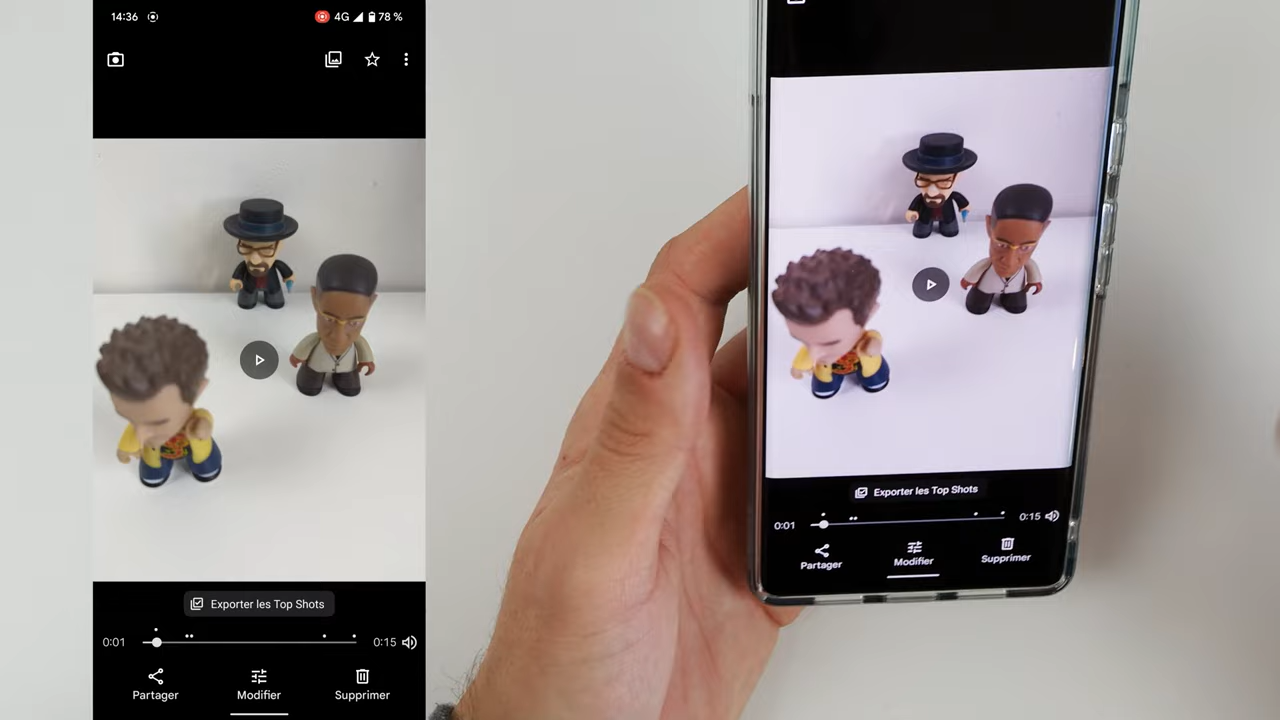 14:36
4G
78 %
Exporter les Top Shots
0:01
0:15
Partager
Modifier
Supprimer
Exporter les Top Shots
0:01
0:15
Partager
Modifier
Supprimer